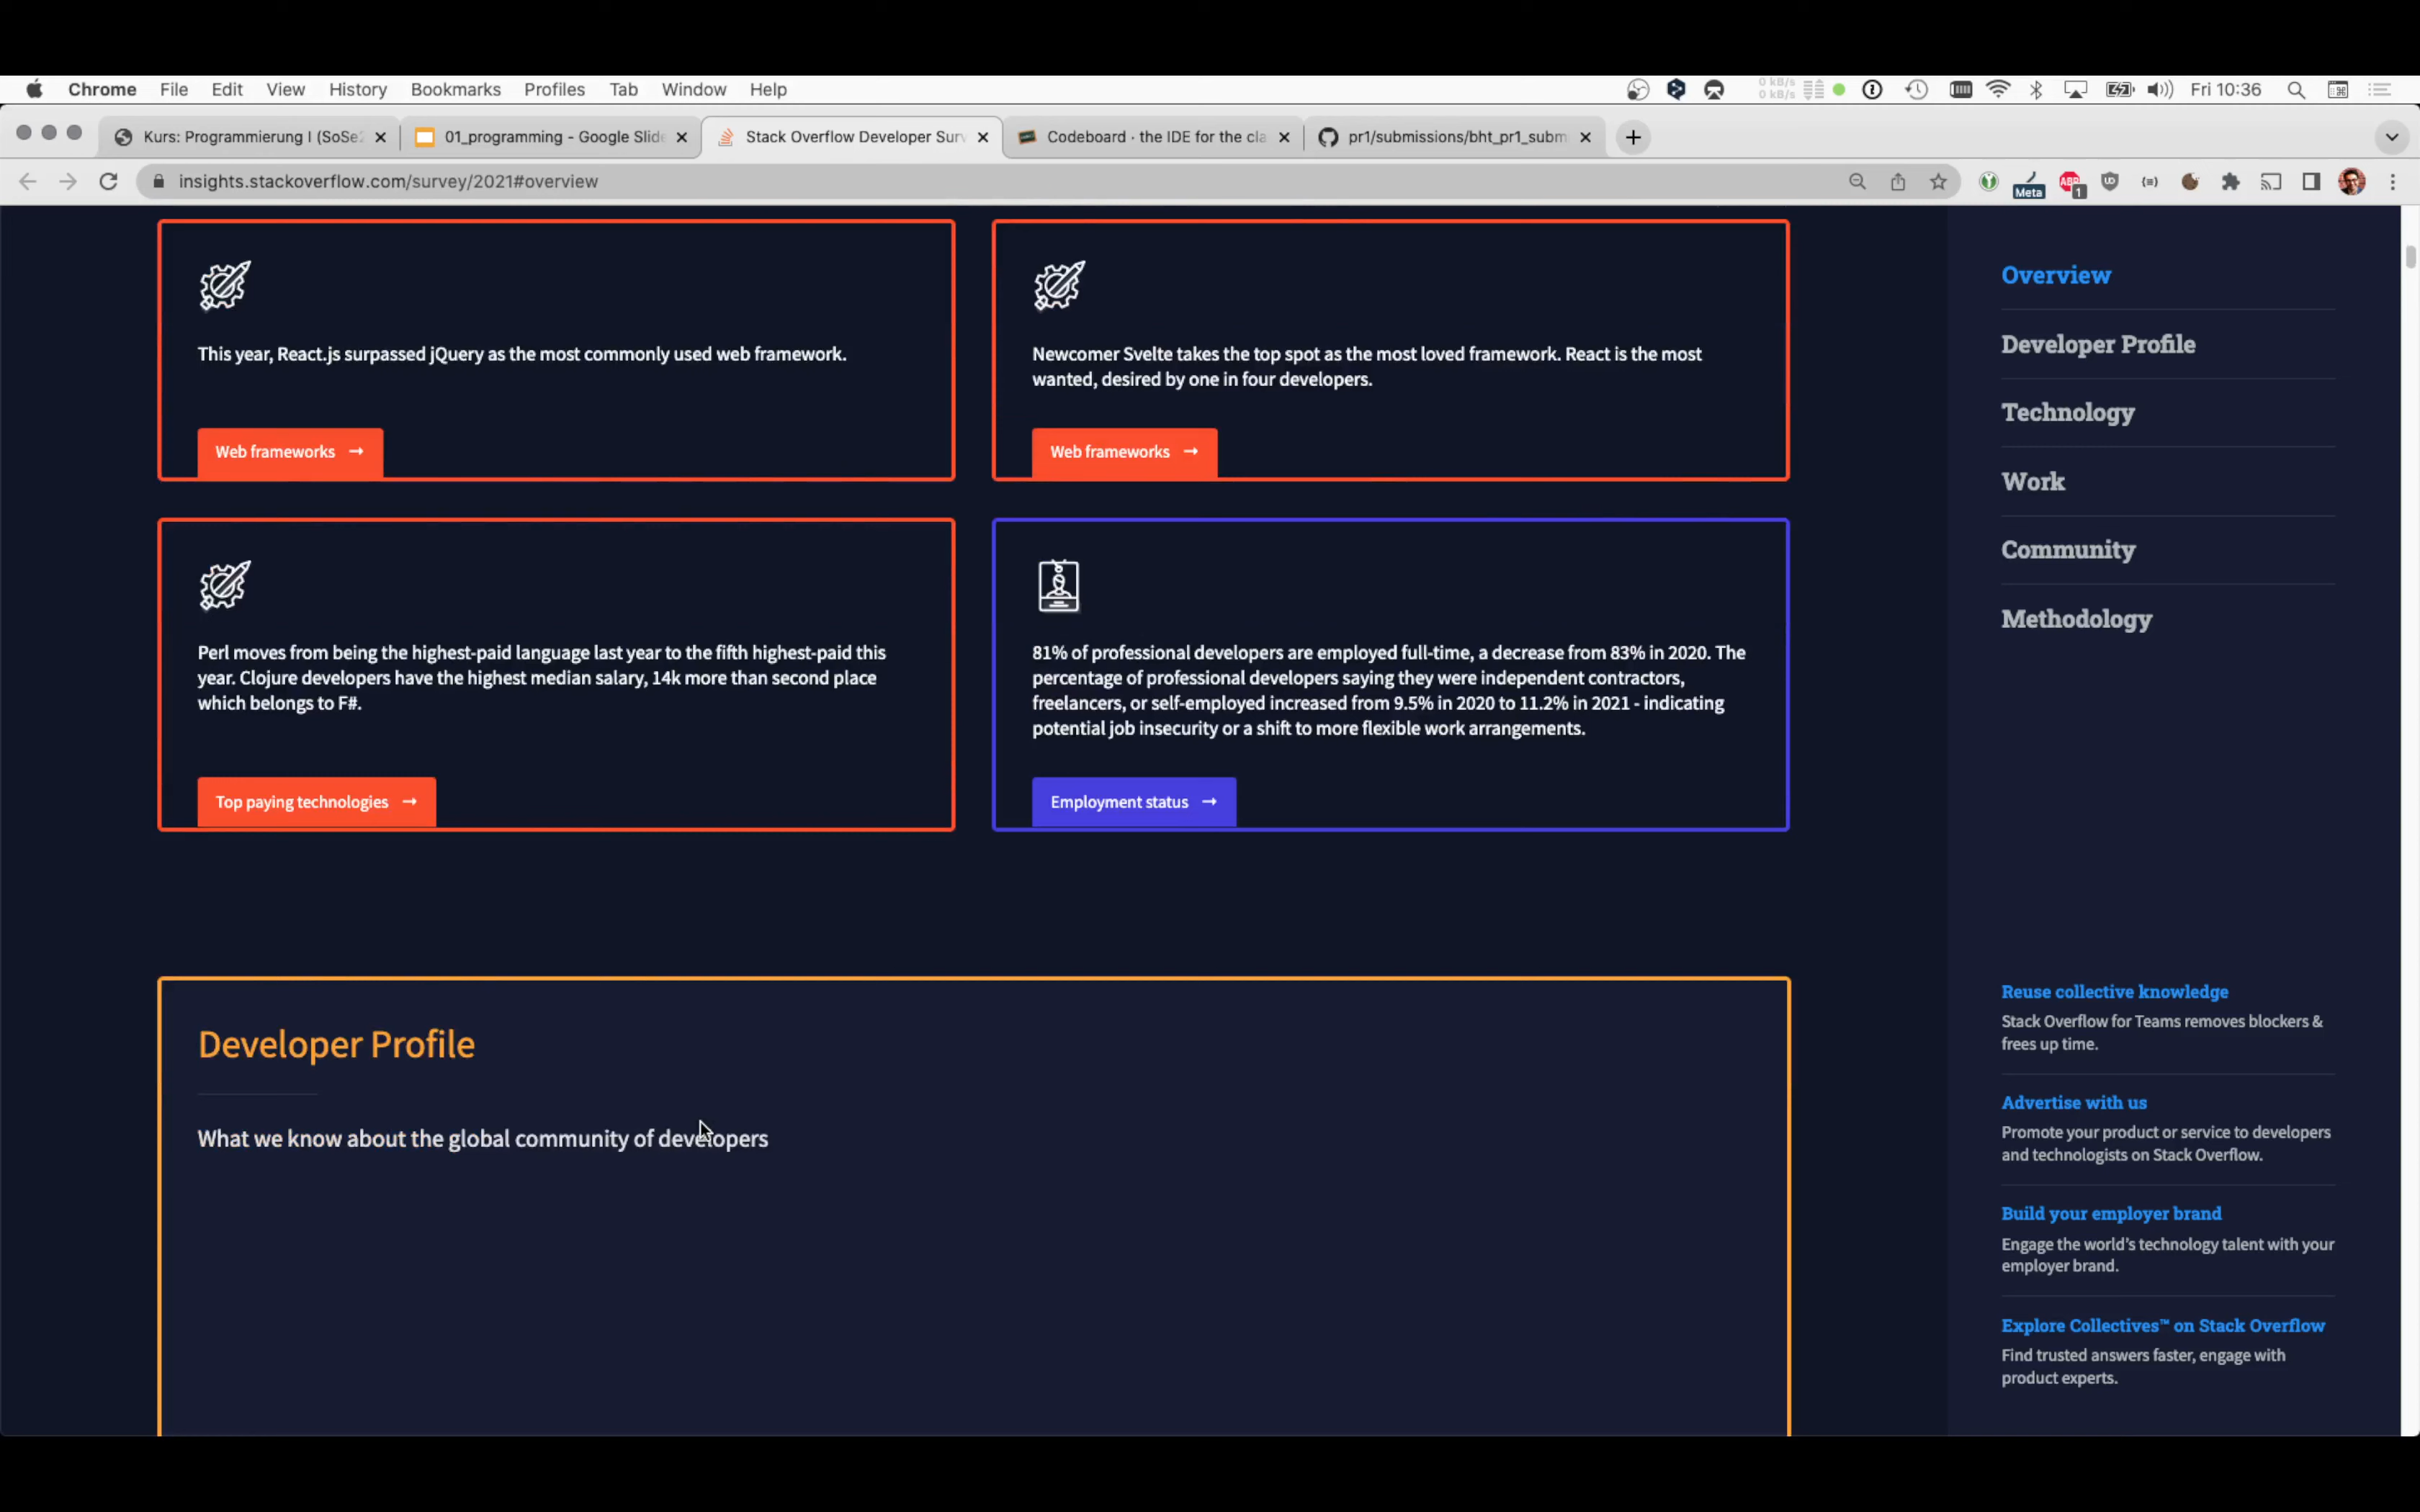 Chrome File Edit View History Bookmarks Profiles Tab Window Help
0 kB/s
0 kB/s
Fri 10:36
Kurs: Programmierung I (SoSe2
01_programming - Google Slide
Stack Overflow Developer Surv
Codeboard · the IDE for the cla
pr1/submissions/bht_pr1_subm
insights.stackoverflow.com/survey/2021#overview
Meta
ABP
1
This year, React.js surpassed jQuery as the most commonly used web framework.
Web frameworks →
Newcomer Svelte takes the top spot as the most loved framework. React is the most
wanted, desired by one in four developers.
Web frameworks →
Perl moves from being the highest-paid language last year to the fifth highest-paid this
year. Clojure developers have the highest median salary, 14k more than second place
which belongs to F#.
Top paying technologies →
81% of professional developers are employed full-time, a decrease from 83% in 2020. The
percentage of professional developers saying they were independent contractors,
freelancers, or self-employed increased from 9.5% in 2020 to 11.2% in 2021 - indicating
potential job insecurity or a shift to more flexible work arrangements.
Employment status →
Developer Profile
What we know about the global community of developers
Overview
Developer Profile
Technology
Work
Community
Methodology
Reuse collective knowledge
Stack Overflow for Teams removes blockers &
frees up time.
Advertise with us
Promote your product or service to developers
and technologists on Stack Overflow.
Build your employer brand
Engage the world's technology talent with your
employer brand.
Explore Collectives™ on Stack Overflow
Find trusted answers faster, engage with
product experts.